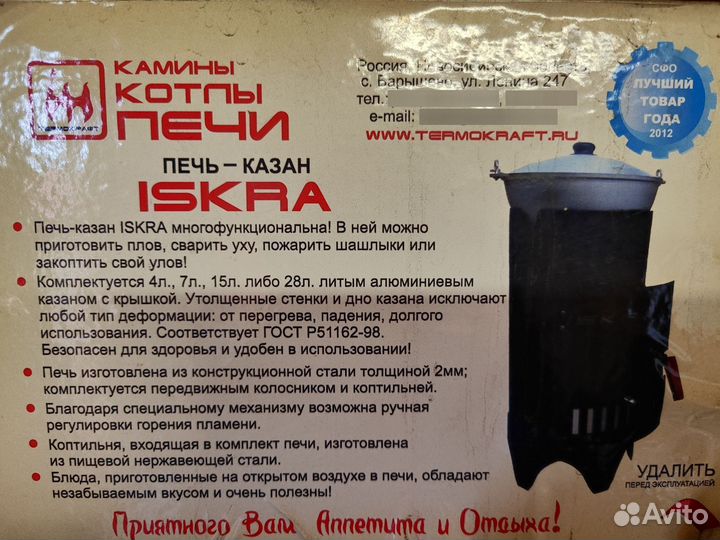 КАМИНЫ
КОТЛЫ
ПЕЧИ
TERMOKRAFT
Россия, Новосибирская
с. Барышево, ул. Ленина 247
тел.
e-mail:
WWW.TERMOKRAFT.RU
СФО
ЛУЧШИЙ
ТОВАР
ГОДА
2012
ПЕЧЬ – КАЗАН
ISKRA
Печь-казан ISKRA многофункциональна! В ней можно
приготовить плов, сварить уху, пожарить шашлыки или
закоптить свой улов!
Комплектуется 4л., 7л., 15л. либо 28л. литым алюминиевым
казаном с крышкой. Утолщенные стенки и дно казана исключают
любой тип деформации: от перегрева, падения, долгого
использования. Соответствует ГОСТ Р51162-98.
Безопасен для здоровья и удобен в использовании!
Печь изготовлена из конструкционной стали толщиной 2мм;
комплектуется передвижным колосником и коптильней.
Благодаря специальному механизму возможна ручная
регулировки горения пламени.
Коптильня, входящая в комплект печи, изготовлена
из пищевой нержавеющей стали.
Блюда, приготовленные на открытом воздухе в печи, обладают
незабываемым вкусом и очень полезны!
УДАЛИТЬ
ПЕРЕД ЭКСПЛУАТАЦИЕЙ
Приятного Вам Аппетита и Отдыха!
Avito